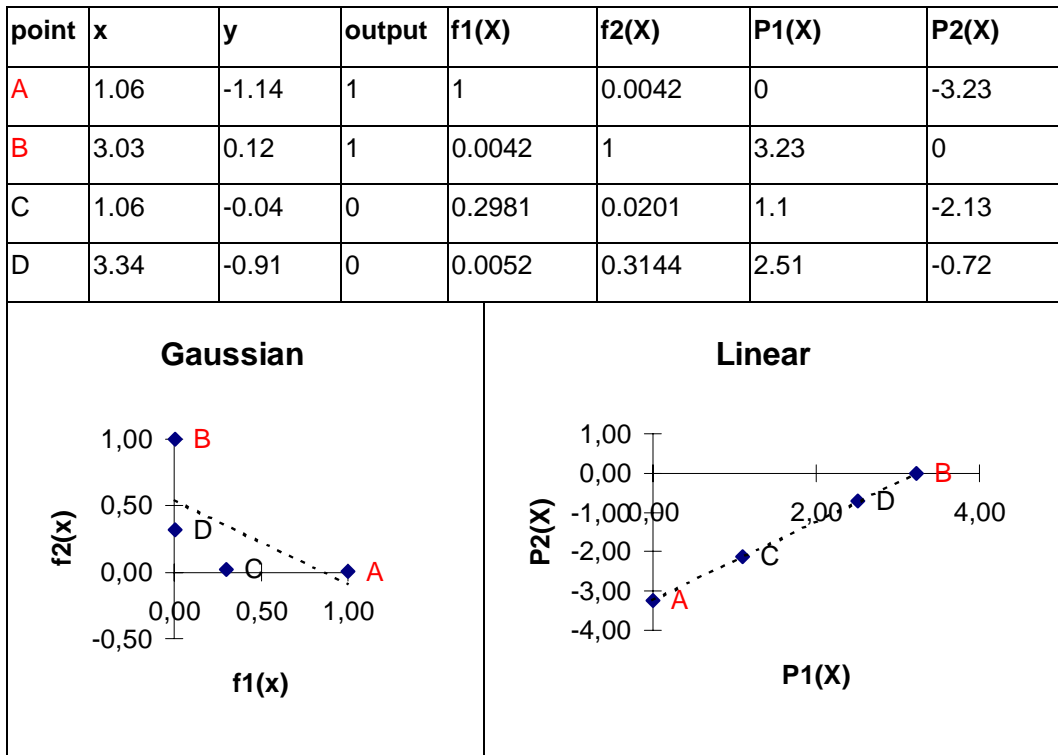 point x y output f1(X) f2(X) P1(X) P2(X)
A 1.06 -1.14 1 1 0.0042 0 -3.23
B 3.03 0.12 1 0.0042 1 3.23 0
C 1.06 -0.04 0 0.2981 0.0201 1.1 -2.13
D 3.34 -0.91 0 0.0052 0.3144 2.51 -0.72
Gaussian
1,00 B
0,50
D
0,00 C A
0,00 0,50 1,00
-0,50
f2(x)
f1(x)
Linear
1,00
0,00 B
D
-1,00 0,00 2,00 4,00
-2,00 C
-3,00 A
-4,00
P2(X)
P1(X)